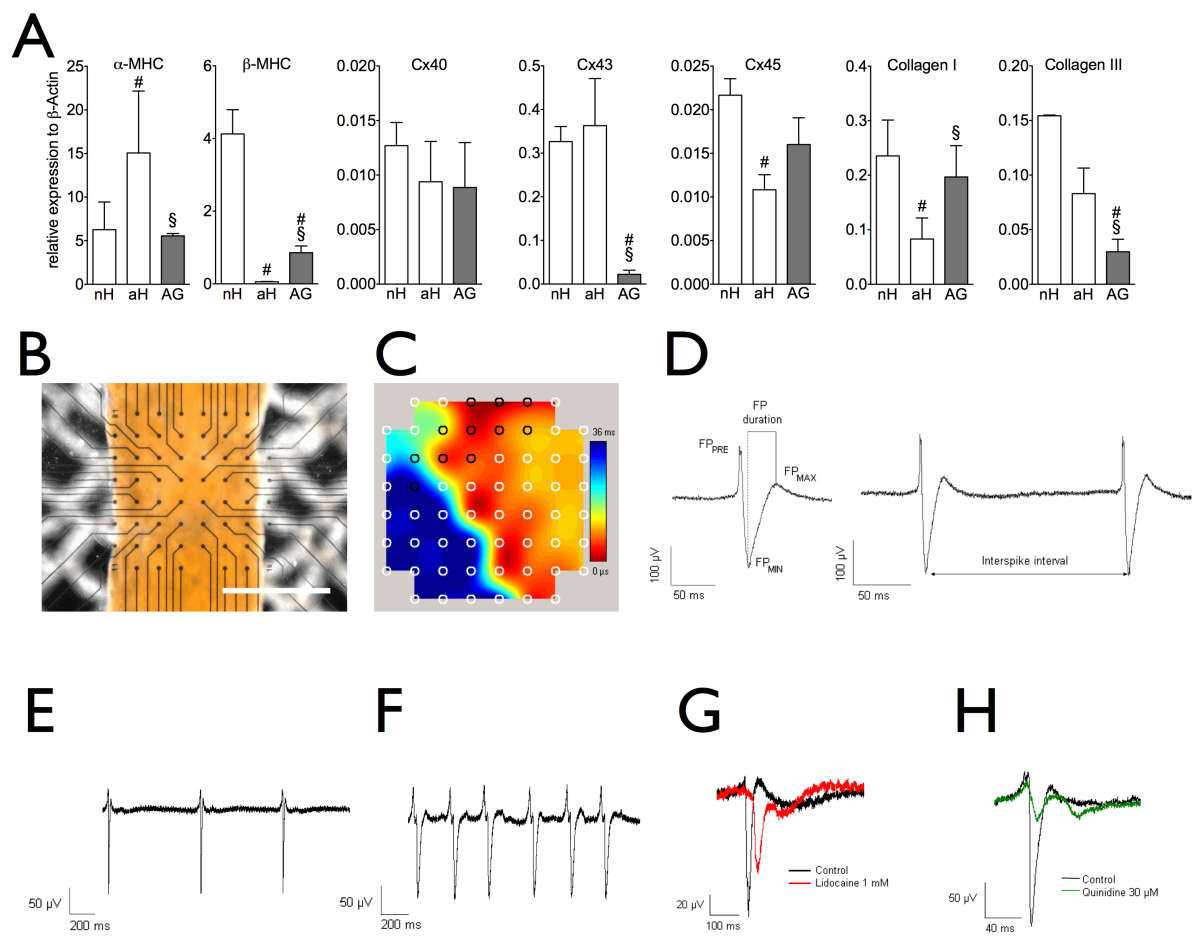 A
α-MHC
β-MHC
Cx40
Cx43
Cx45
Collagen I
Collagen III
relative expression to β-Actin
25
20
15
10
5
0
#
§
nH aH AG
6
4
2
0
#
#
§
nH aH AG
0.020
0.015
0.010
0.005
0.000
nH aH AG
0.5
0.4
0.3
0.2
0.1
0.0
#
§
nH aH AG
0.025
0.020
0.015
0.010
0.005
0.000
#
nH aH AG
0.4
0.3
0.2
0.1
0.0
#
§
nH aH AG
0.20
0.15
0.10
0.05
0.00
#
§
nH aH AG
B
C
36 ms
0 µs
D
FP
duration
FPPRE
FPMAX
FPMIN
100 µV
50 ms
Interspike interval
100 µV
50 ms
E
50 µV
200 ms
F
50 µV
200 ms
G
Control
Lidocaine 1 mM
20 µV
100 ms
H
Control
Quinidine 30 µM
50 µV
40 ms